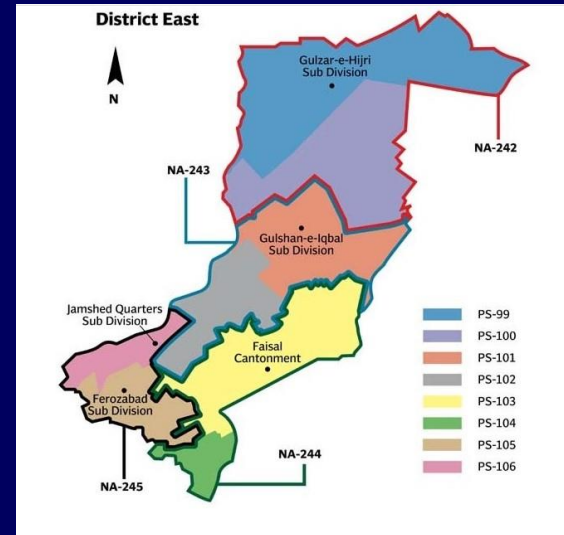 District East
N
Gulzar-e-Hijri
Sub Division
NA-242
NA-243
Gulshan-e-Iqbal
Sub Division
Jamshed Quarters
Sub Division
Faisal
Cantonment
Ferozabad
Sub Division
NA-244
NA-245
PS-99
PS-100
PS-101
PS-102
PS-103
PS-104
PS-105
PS-106